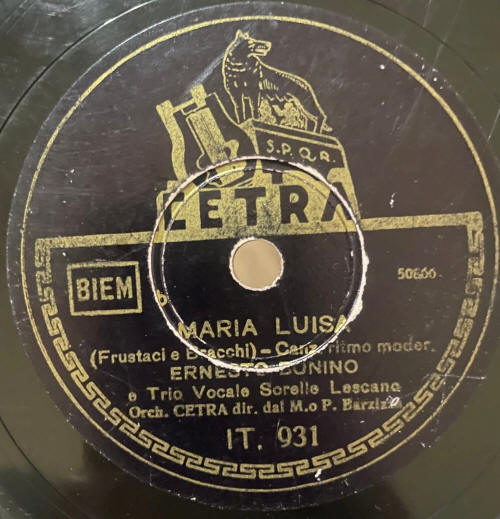 S.P.Q.R.
CETRA
BIEM
MARIA LUISA
(Frustaci e Bracchi) - Canz. ritmo moder.
ERNESTO BONINO
e Trio Vocale Sorelle Lescano
Orch. CETRA dir. dal M.o P. Barzizza
IT. 931